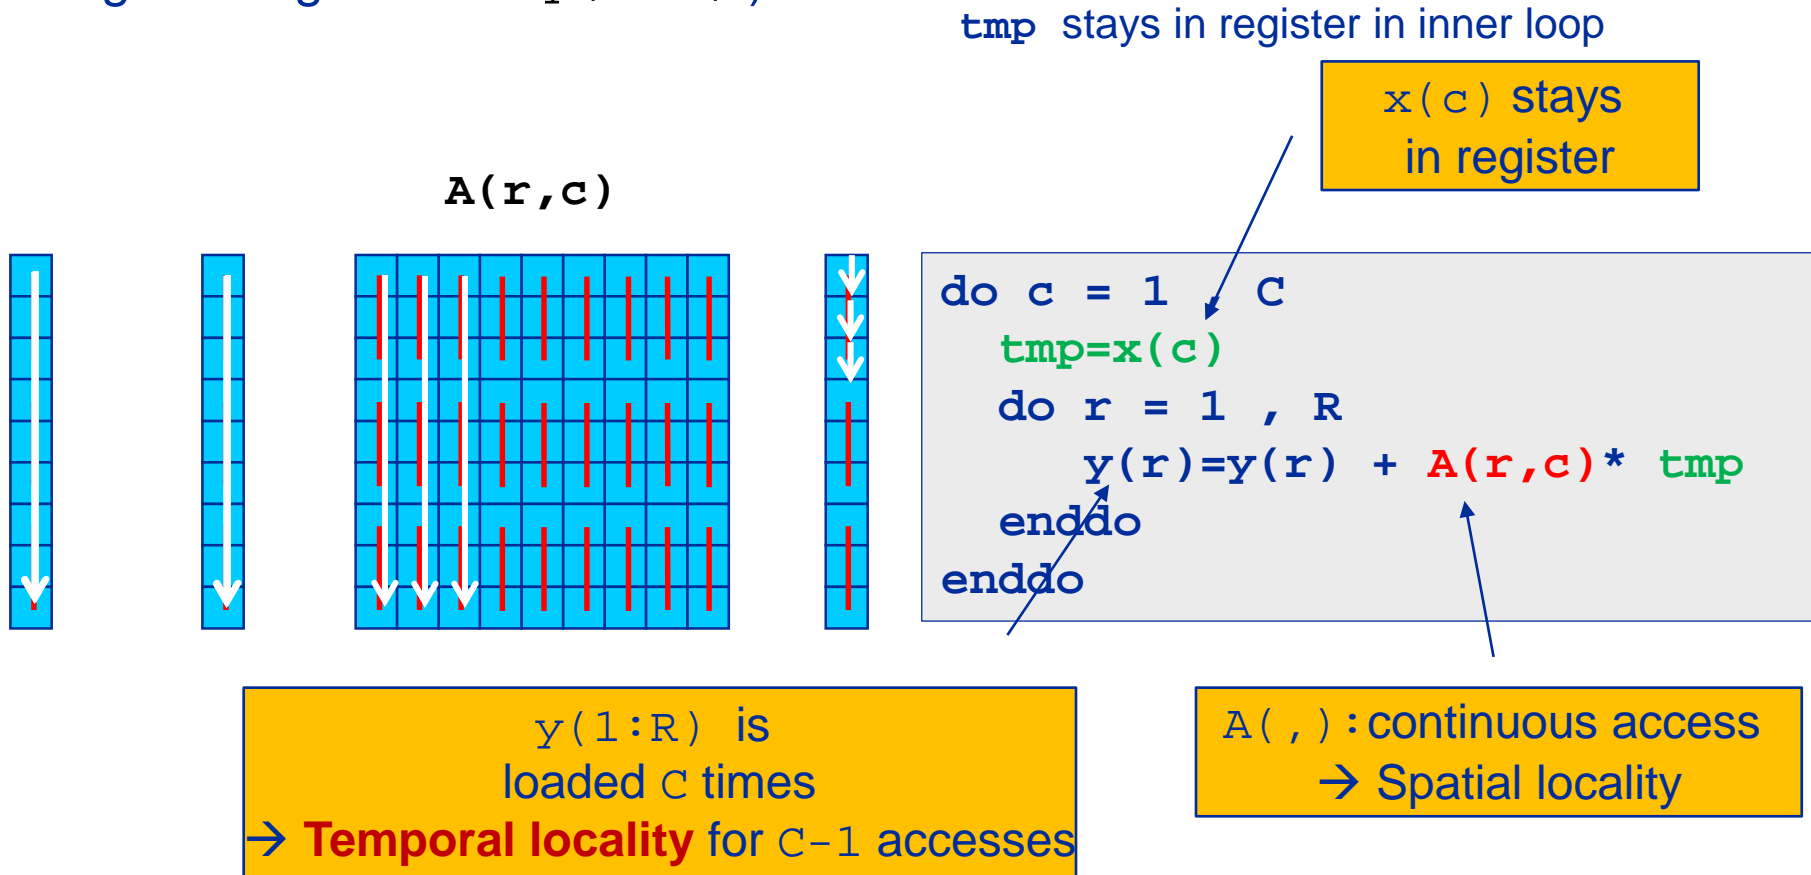 tmp stays in register in inner loop
x(c) stays
in register
A(r,c)
do c = 1 C
tmp=x(c)
do r = 1 , R
y(r)=y(r) + A(r,c)* tmp
enddo
enddo
y(1:R) is
loaded C times
→ Temporal locality for C-1 accesses
A(,):continuous access
→ Spatial locality